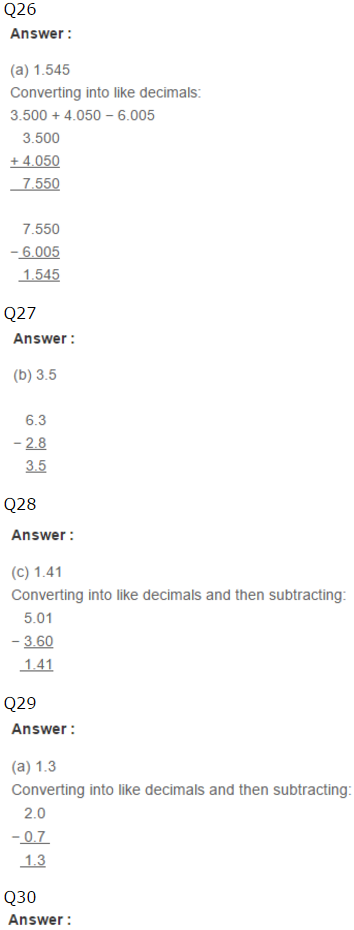 Q26
Answer :
(a) 1.545
Converting into like decimals:
3.500 + 4.050 − 6.005
3.500
+ 4.050
7.550
7.550
− 6.005
1.545
Q27
Answer :
(b) 3.5
6.3
− 2.8
3.5
Q28
Answer :
(c) 1.41
Converting into like decimals and then subtracting:
5.01
− 3.60
1.41
Q29
Answer :
(a) 1.3
Converting into like decimals and then subtracting:
2.0
− 0.7
1.3
Q30
Answer :